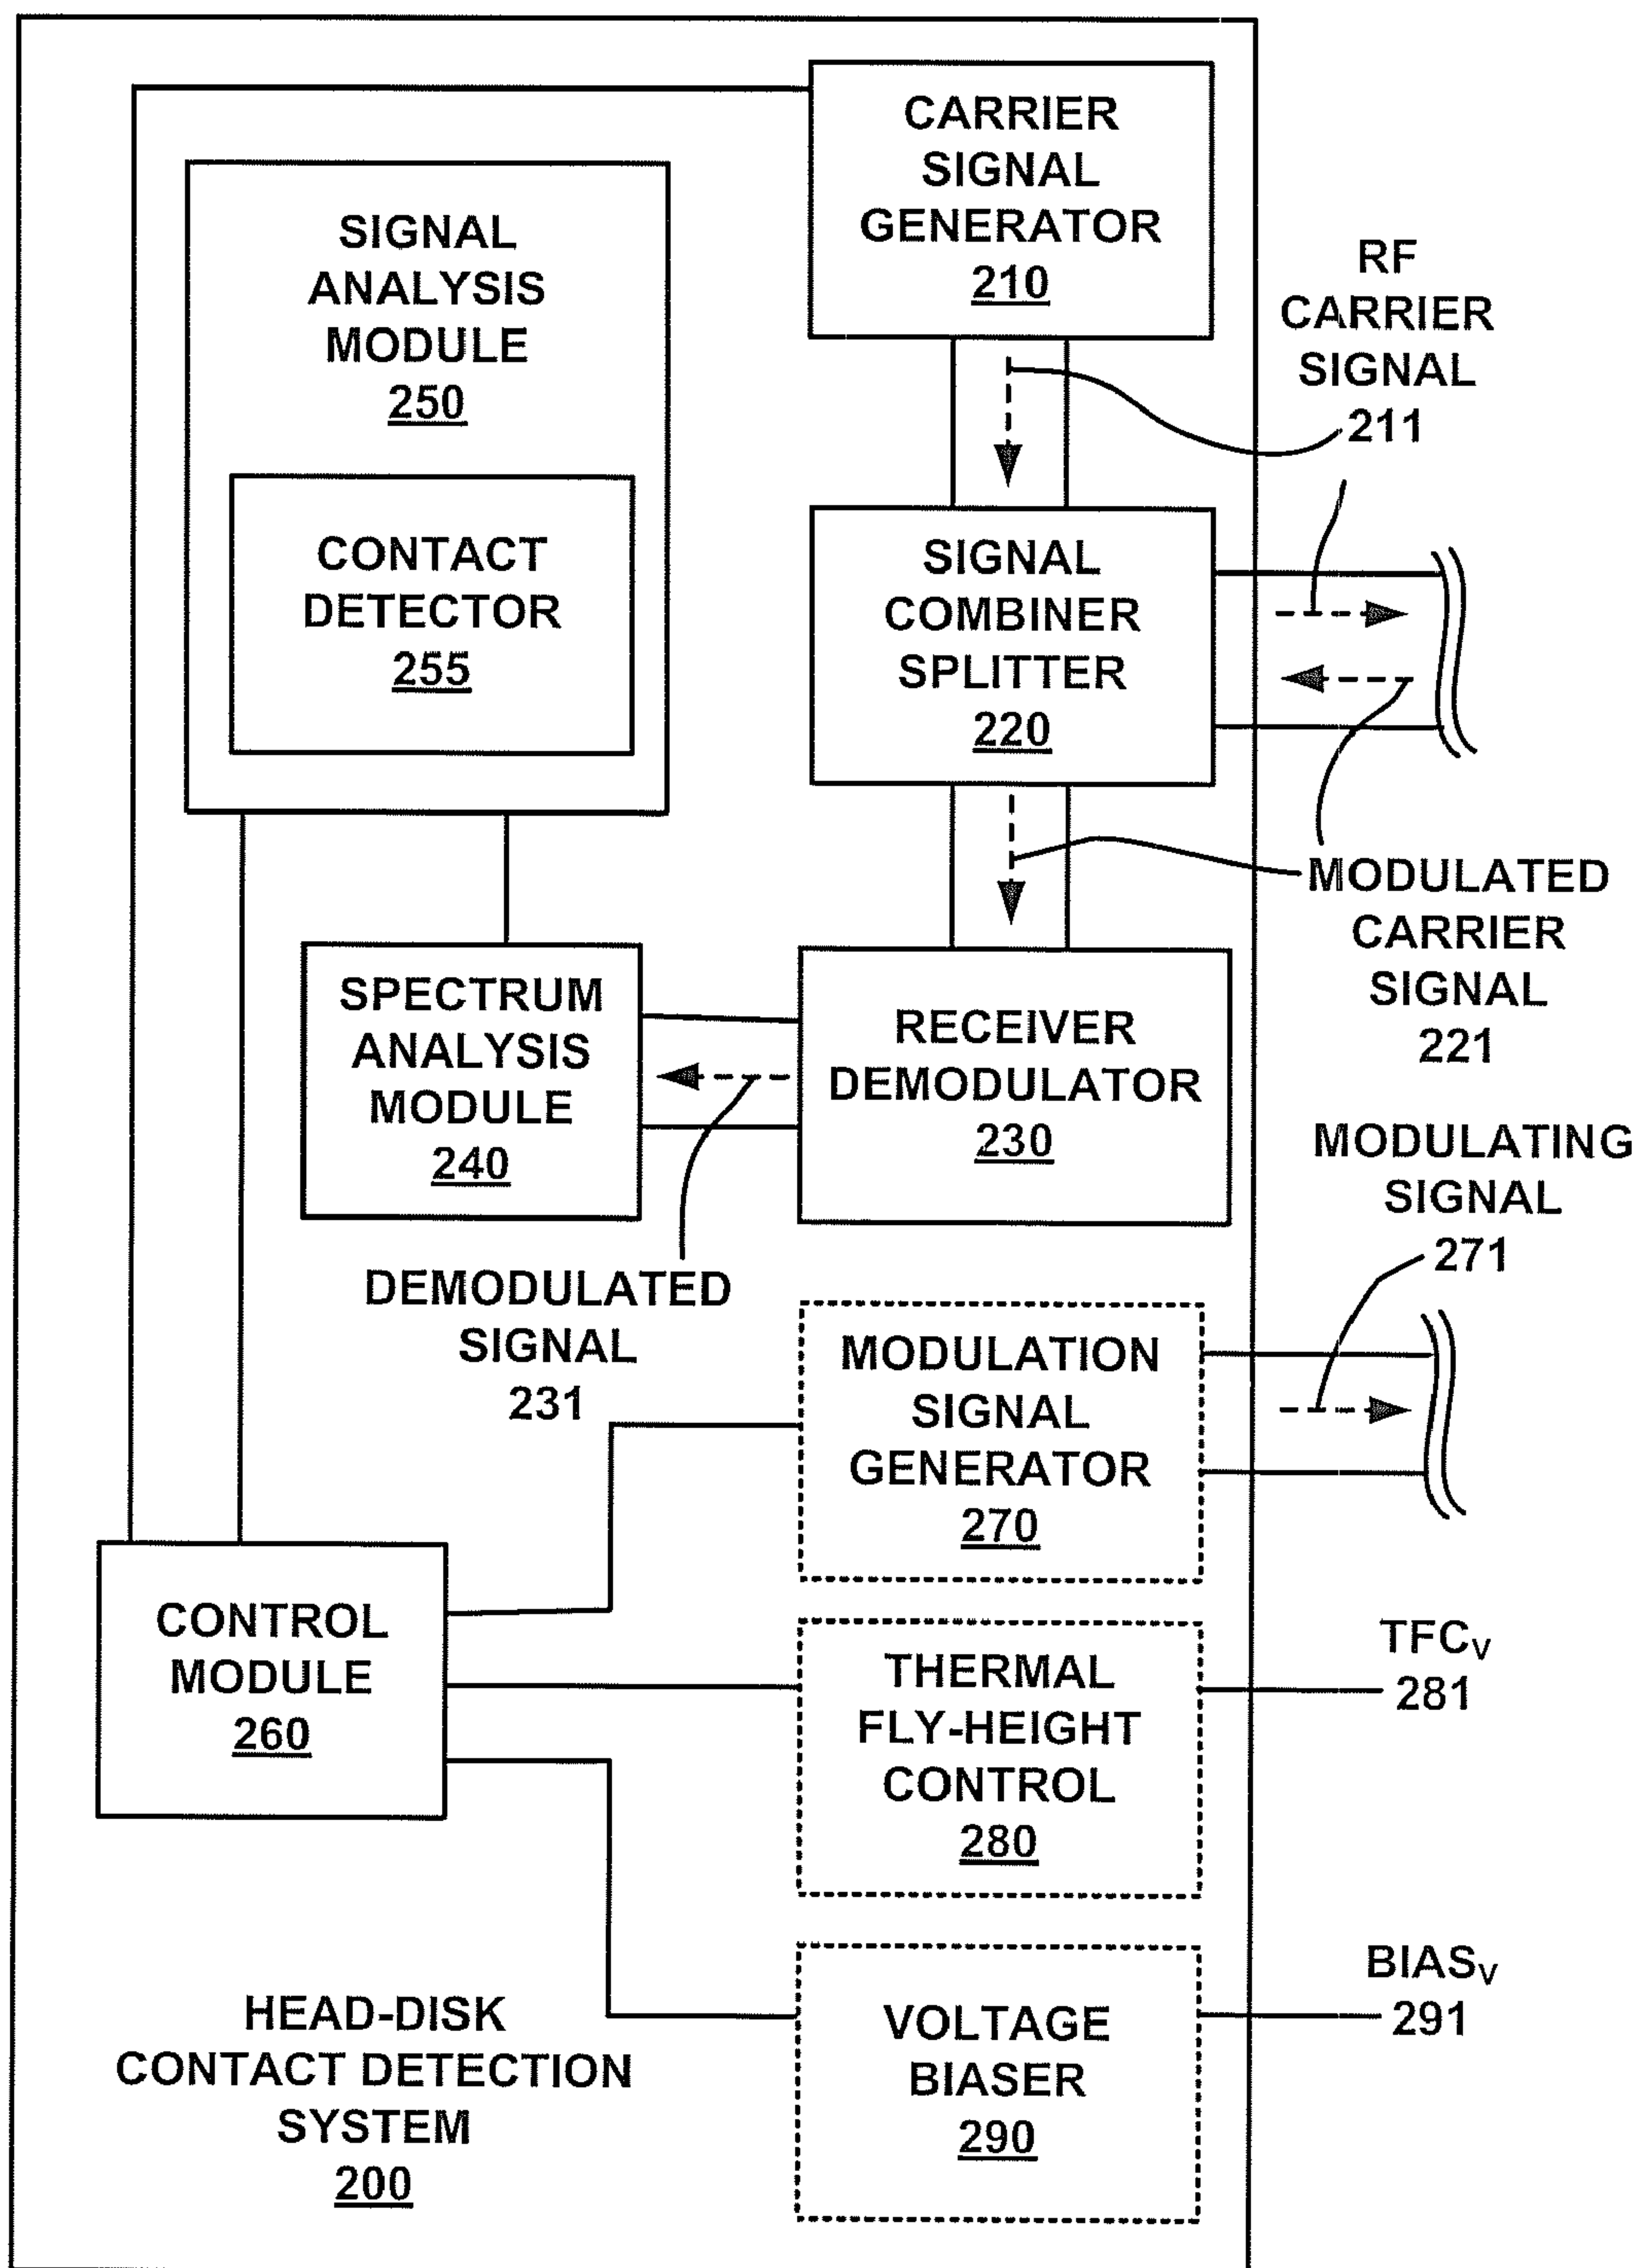 CARRIER
SIGNAL
GENERATOR
210
SIGNAL
ANALYSIS
MODULE
250
CONTACT
DETECTOR
255
RF
CARRIER
SIGNAL
211
SIGNAL
COMBINER
SPLITTER
220
MODULATED
CARRIER
SIGNAL
221
SPECTRUM
ANALYSIS
MODULE
240
RECEIVER
DEMODULATOR
230
DEMODULATED
SIGNAL
231
MODULATING
SIGNAL
271
MODULATION
SIGNAL
GENERATOR
270
CONTROL
MODULE
260
THERMAL
FLY-HEIGHT
CONTROL
280
TFCV
281
VOLTAGE
BIASER
290
BIASV
291
HEAD-DISK
CONTACT DETECTION
SYSTEM
200